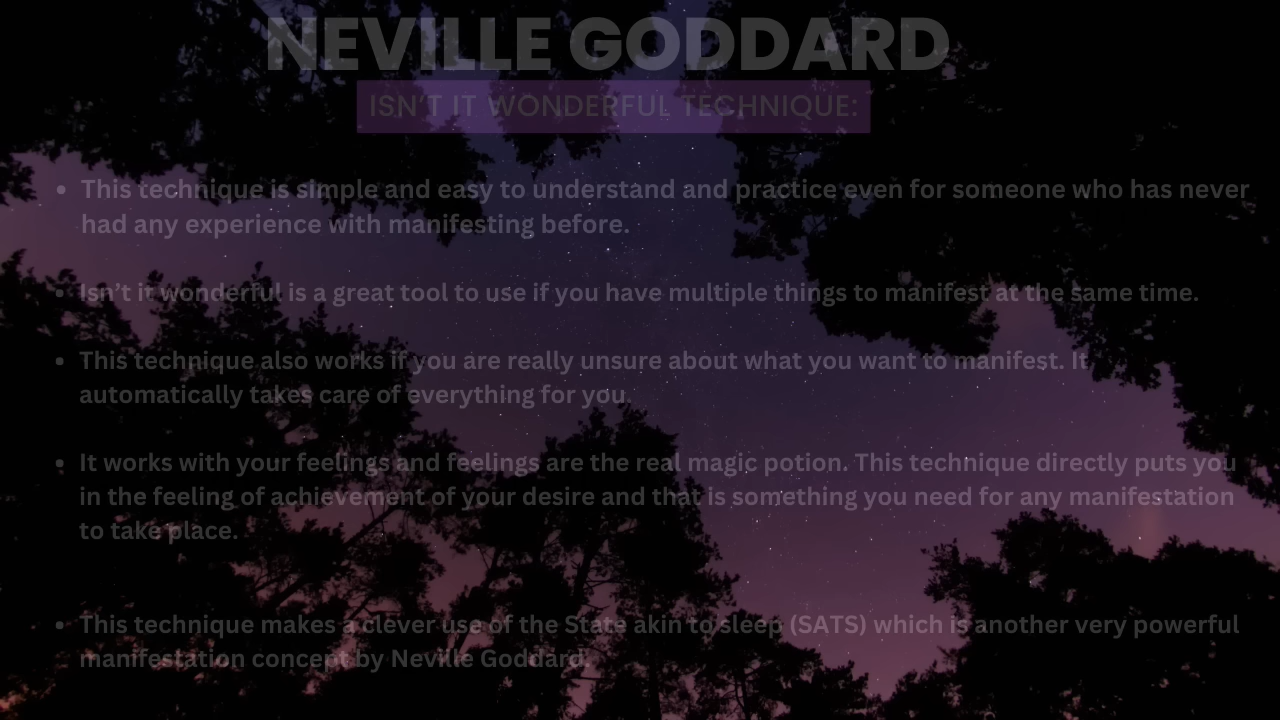 NEVILLE GODDARD
ISN'T IT WONDERFUL TECHNIQUE:
• This technique is simple and easy to understand and practice even for someone who has never
had any experience with manifesting before.
• Isn't it wonderful is a great tool to use if you have multiple things to manifest at the same time.
• This technique also works if you are really unsure about what you want to manifest. It
automatically takes care of everything for you.
• It works with your feelings and feelings are the real magic potion. This technique directly puts you
in the feeling of achievement of your desire and that is something you need for any manifestation
to take place.
• This technique makes a clever use of the State akin to sleep (SATS) which is another very powerful
manifestation concept by Neville Goddard.